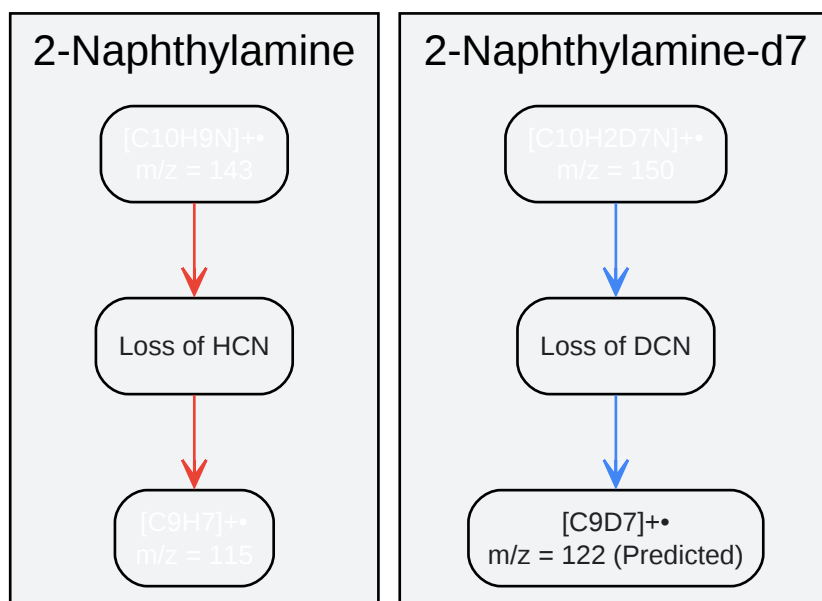 2-Naphthylamine
[C10H9N]+•
m/z = 143
Loss of HCN
[C9H7]+•
m/z = 115
2-Naphthylamine-d7
[C10H2D7N]+•
m/z = 150
Loss of DCN
[C9D7]+•
m/z = 122 (Predicted)